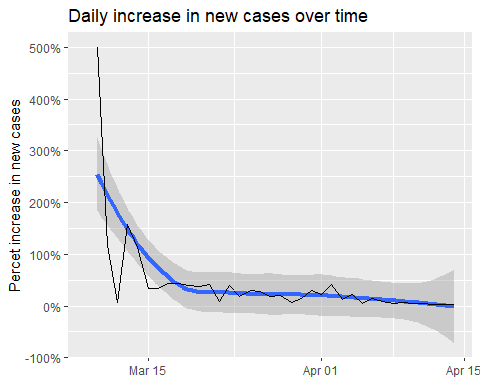 Daily increase in new cases over time
Percet increase in new cases
500%
400%
300%
200%
100%
0%
-100%
Mar 15
Apr 01
Apr 15